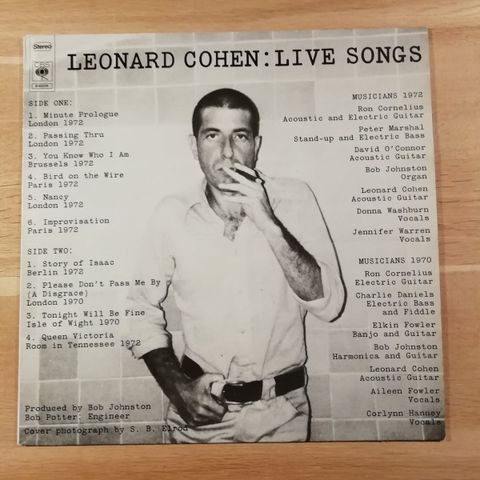 Stereo
CBS
LEONARD COHEN: LIVE SONGS
SIDE ONE:
1. Minute Prologue
London 1972
2. Passing Thru
London 1972
3. You Know Who I Am
Brussels 1972
4. Bird on the Wire
Paris 1972
5. Nancy
London 1972
6. Improvisation
Paris 1972
SIDE TWO:
1. Story of Isaac
Berlin 1972
2. Please Don't Pass Me By
(A Disgrace)
London 1970
3. Tonight Will Be Fine
Isle of Wight 1970
4. Queen Victoria
Room in Tennessee 1972
Produced by Bob Johnston
Bob Potter: Engineer
Cover photograph by S. B. Elrod
MUSICIANS 1972
Ron Cornelius
Acoustic and Electric Guitar
Peter Marshal
Stand-up and Electric Bass
David O'Connor
Acoustic Guitar
Bob Johnston
Organ
Leonard Cohen
Acoustic Guitar
Donna Washburn
Vocals
Jennifer Warren
Vocals
MUSICIANS 1970
Ron Cornelius
Electric Guitar
Charlie Daniels
Electric Bass
and Fiddle
Elkin Fowler
Banjo and Guitar
Bob Johnston
Harmonica and Guitar
Leonard Cohen
Acoustic Guitar
Aileen Fowler
Vocals
Corlynn Hanney
Vocals